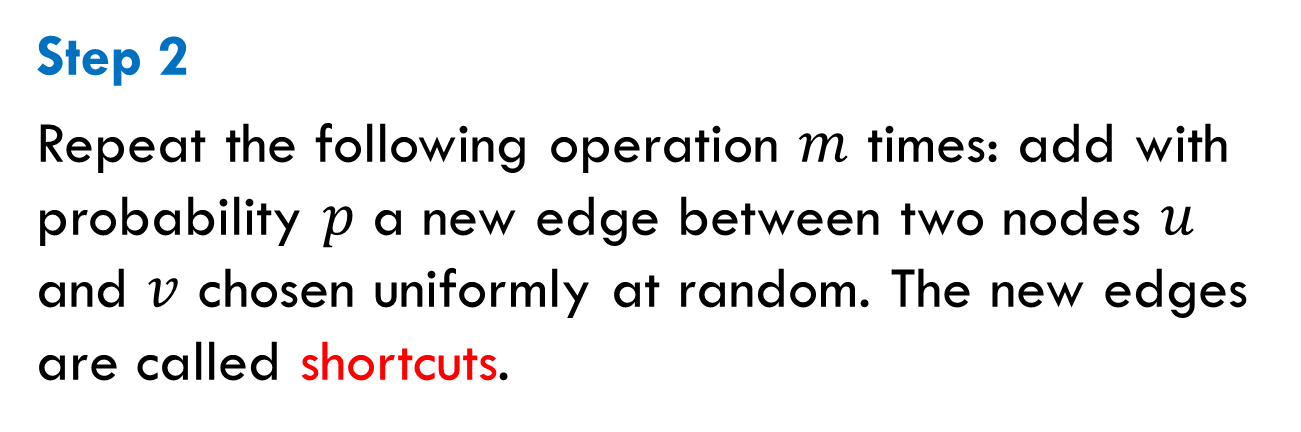 Step 2
Repeat the following operation m times: add with
probability p a new edge between two nodes u
and v chosen uniformly at random. The new edges
are called shortcuts.